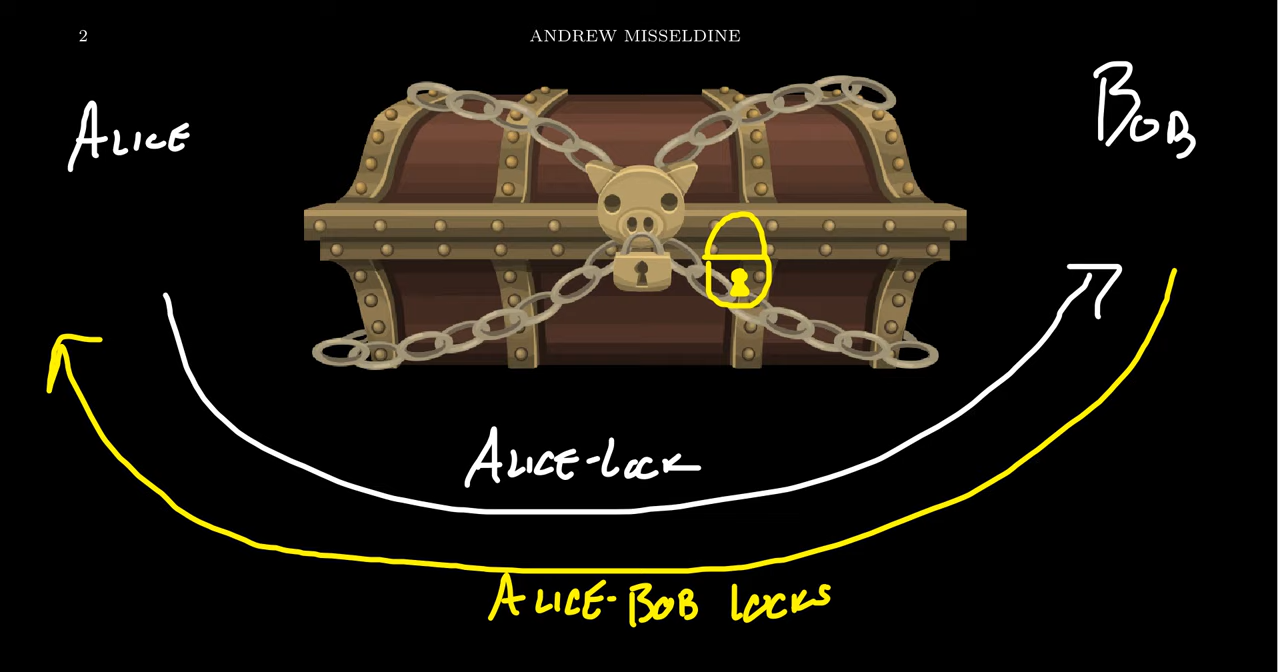 2
ANDREW MISSELDINE
ALICE
BOB
ALICE-LOCK
ALICE-BOB LOCKS